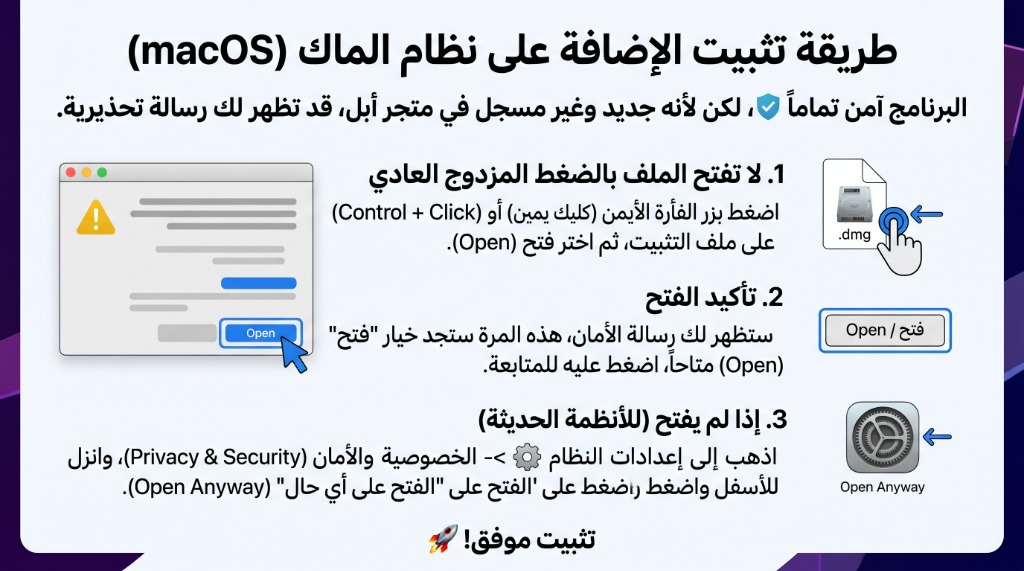 طريقة تثبيت الإضافة على نظام الماك (macOS)
البرنامج آمن تماماً ، لكن لأنه جديد وغير مسجل في متجر أبل، قد تظهر لك رسالة تحذيرية.
1. لا تفتح الملف بالضغط المزدوج العادي
اضغط بزر الفأرة الأيمن (كليك يمين) أو (Control + Click)
على ملف التثبيت، ثم اختر فتح (Open).
.dmg
2. تأكيد الفتح
ستظهر لك رسالة الأمان، هذه المرة ستجد خيار "فتح"
(Open) متاحاً، اضغط عليه للمتابعة.
فتح / Open
Open
3. إذا لم يفتح (للأنظمة الحديثة)
اذهب إلى إعدادات النظام -> الخصوصية والأمان (Privacy & Security)، وانزل
للأسفل واضغط راضغط على 'الفتح على "الفتح على أي حال" (Open Anyway).
Open Anyway
تثبيت موفق! 🚀